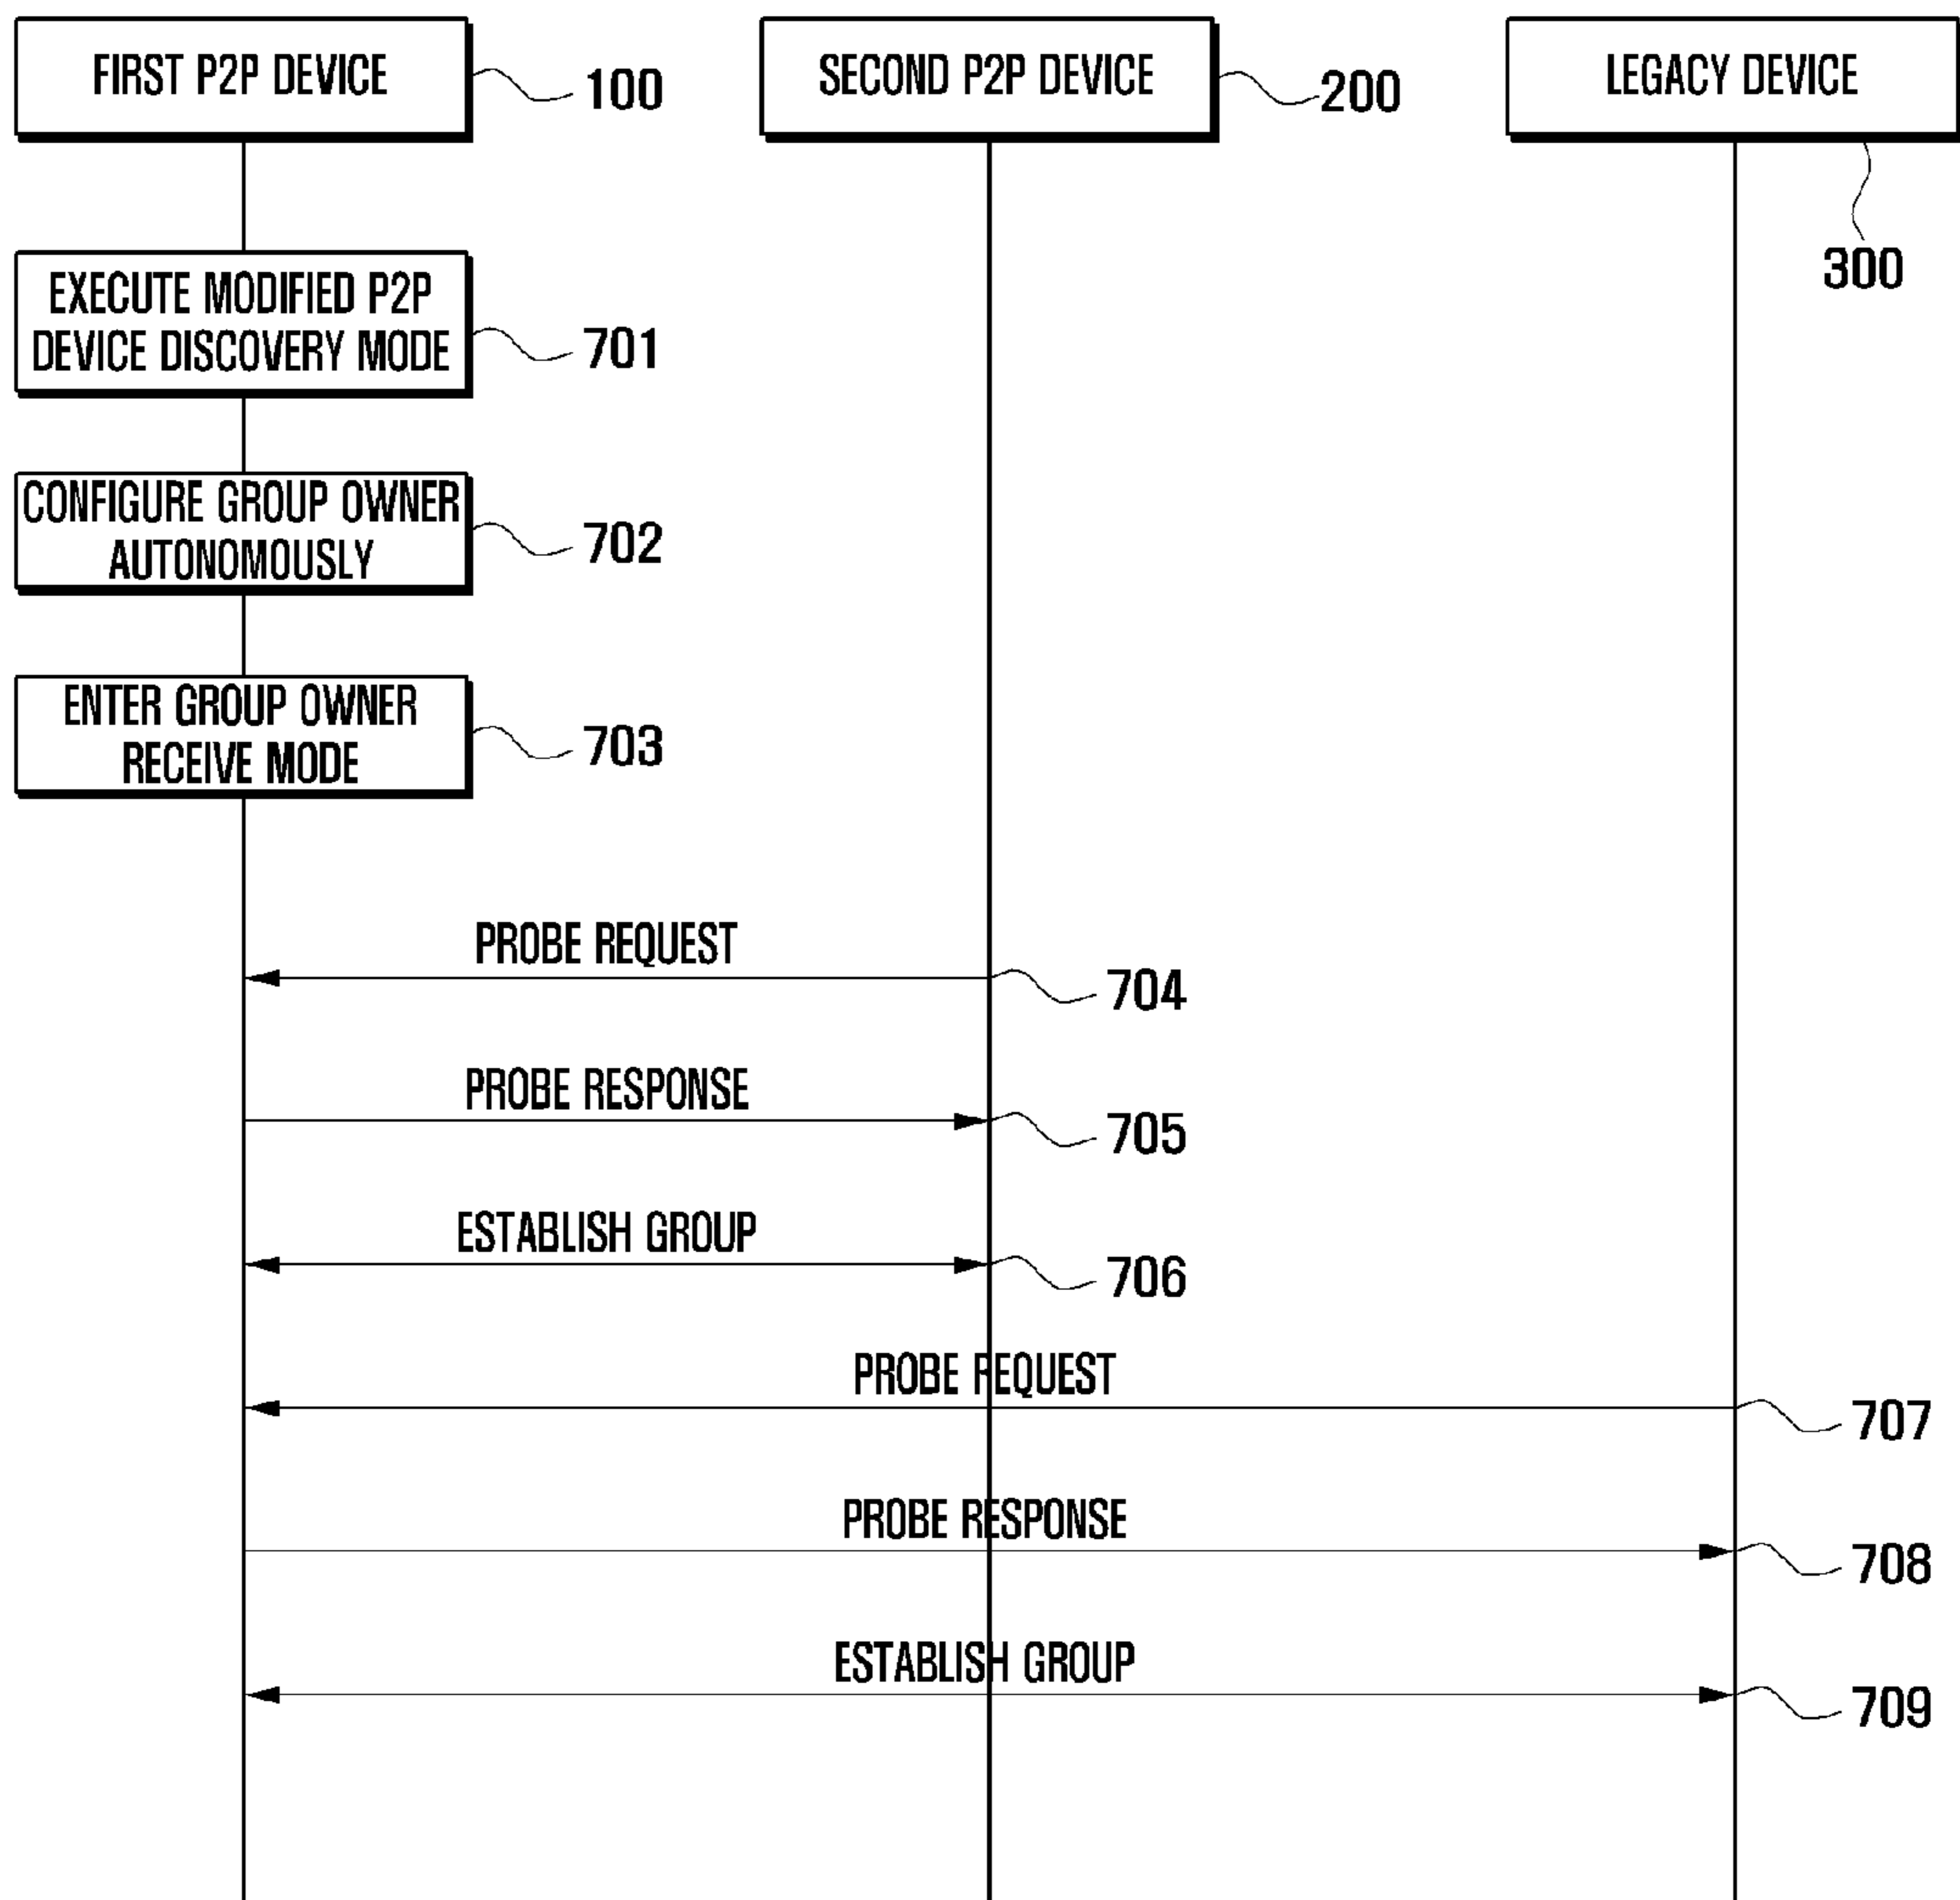 FIRST P2P DEVICE
100
SECOND P2P DEVICE
200
LEGACY DEVICE
300
EXECUTE MODIFIED P2P
DEVICE DISCOVERY MODE
701
CONFIGURE GROUP OWNER
AUTONOMOUSLY
702
ENTER GROUP OWNER
RECEIVE MODE
703
PROBE REQUEST
704
PROBE RESPONSE
705
ESTABLISH GROUP
706
PROBE REQUEST
707
PROBE RESPONSE
708
ESTABLISH GROUP
709